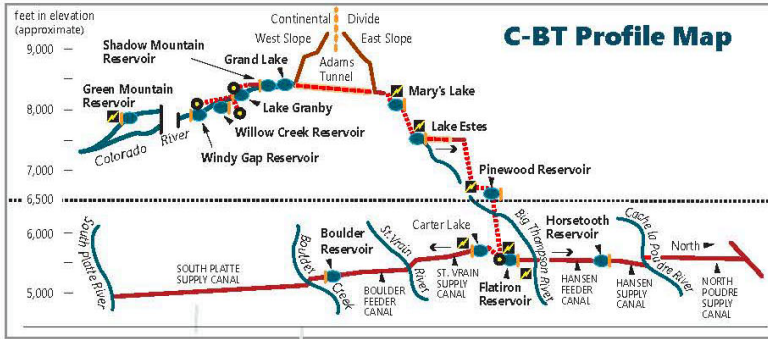 feet in elevation
(approximate)
Continental Divide
West Slope East Slope
C-BT Profile Map
9,000
Shadow Mountain
Reservoir
Grand Lake
Adams
Tunnel
Green Mountain
Reservoir
Mary's Lake
8,000
Lake Granby
Willow Creek Reservoir
Lake Estes
Colorado River
Windy Gap Reservoir
7,000
Pinewood Reservoir
6,500
South Platte River
Boulder
Reservoir
Boulder Creek
St. Vrain River
Carter Lake
Big Thompson River
Horsetooth
Reservoir
Cache la Poudre River
6,000
North
SOUTH PLATTE
SUPPLY CANAL
BOULDER
FEEDER
CANAL
ST. VRAIN
SUPPLY
CANAL
Flatiron
Reservoir
HANSEN
FEEDER
CANAL
HANSEN
SUPPLY
CANAL
NORTH
POUDRE
SUPPLY
CANAL
5,000